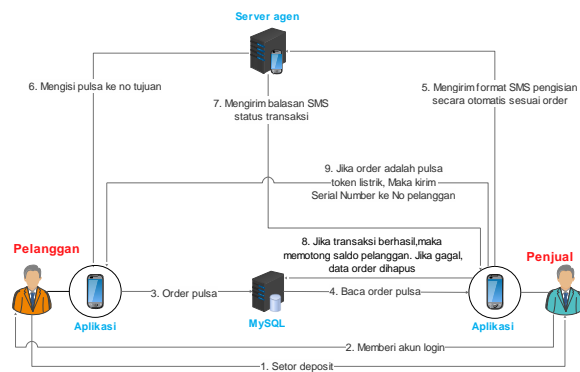 Server agen
6. Mengisi pulsa ke no tujuan
5. Mengirim format SMS pengisian
secara otomatis sesuai order
7. Mengirim balasan SMS
status transaksi
9. Jika order adalah pulsa
token listrik, Maka kirim
Serial Number ke No pelanggan
8. Jika transaksi berhasil,maka
memotong saldo pelanggan. Jika gagal,
data order dihapus
Pelanggan
Penjual
3. Order pulsa
4. Baca order pulsa
Aplikasi
MySQL
Aplikasi
2. Memberi akun login
1. Setor deposit